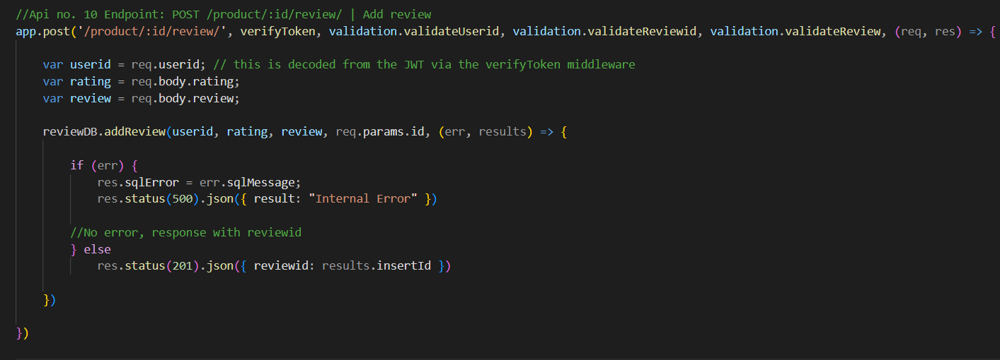 //Api no. 10 Endpoint: POST /product/:id/review/ | Add review
app.post('/product/:id/review/', verifyToken, validation.validateUserid, validation.validateReviewid, validation.validateReview, (req, res) => {
var userid = req.userid; // this is decoded from the JWT via the verifyToken middleware
var rating = req.body.rating;
var review = req.body.review;
reviewDB.addReview(userid, rating, review, req.params.id, (err, results) => {
if (err) {
res.sqlError = err.sqlMessage;
res.status(500).json({ result: "Internal Error" })
//No error, response with reviewid
} else
res.status(201).json({ reviewid: results.insertId })
})
})